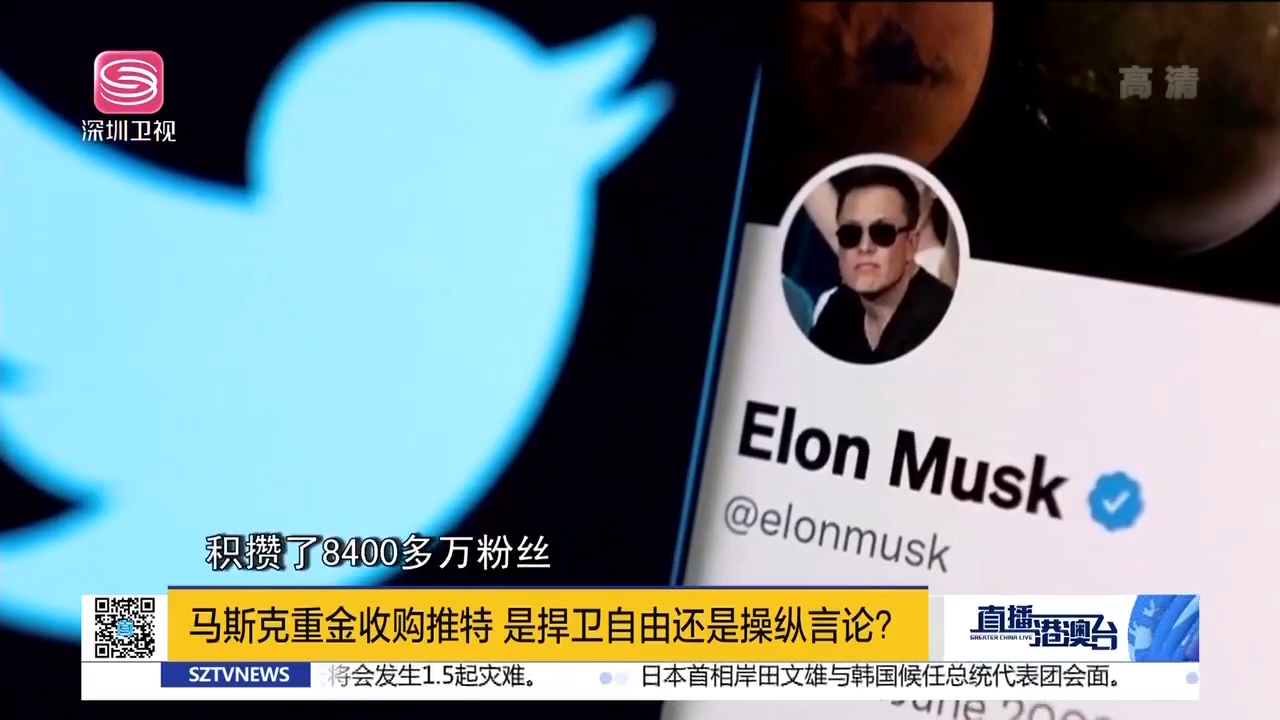 深圳卫视
高清
Elon Musk
@elonmusk
积攒了8400多万粉丝
马斯克重金收购推特 是捍卫自由还是操纵言论?
直播港澳台
GREATER CHINA LIVE
SZTVNEWS
将会发生1.5起灾难。
日本首相岸田文雄与韩国候任总统代表团会面。